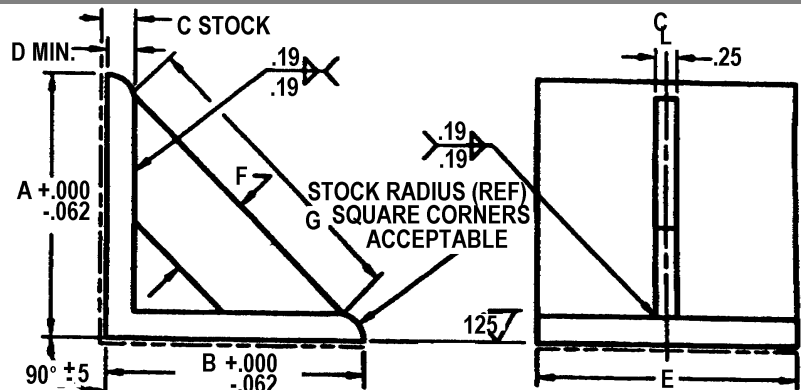 C STOCK
D MIN.
.19
.19
C
L
.25
.19
.19
A +.000
-.062
F
STOCK RADIUS (REF)
G SQUARE CORNERS
ACCEPTABLE
125
90° ±5
B +.000
-.062
E